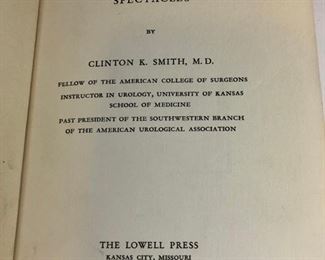 SPECTACLES
BY
CLINTON K. SMITH, M.D.
FELLOW OF THE AMERICAN COLLEGE OF SURGEONS
INSTRUCTOR IN UROLOGY, UNIVERSITY OF KANSAS
SCHOOL OF MEDICINE
PAST PRESIDENT OF THE SOUTHWESTERN BRANCH
OF THE AMERICAN UROLOGICAL ASSOCIATION
THE LOWELL PRESS
KANSAS CITY, MISSOURI